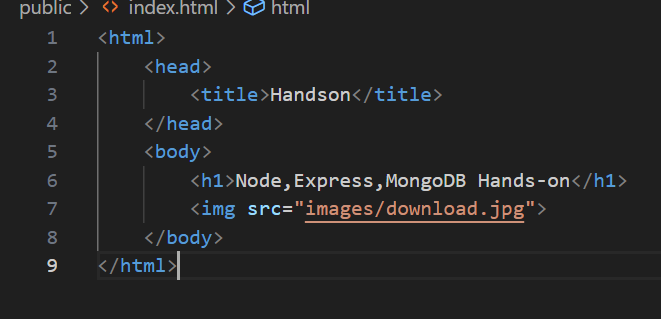 public > index.html > html
1 <html>
2 <head>
3 <title>Handson</title>
4 </head>
5 <body>
6 <h1>Node,Express,MongoDB Hands-on</h1>
7 <img src="images/download.jpg">
8 </body>
9 </html>